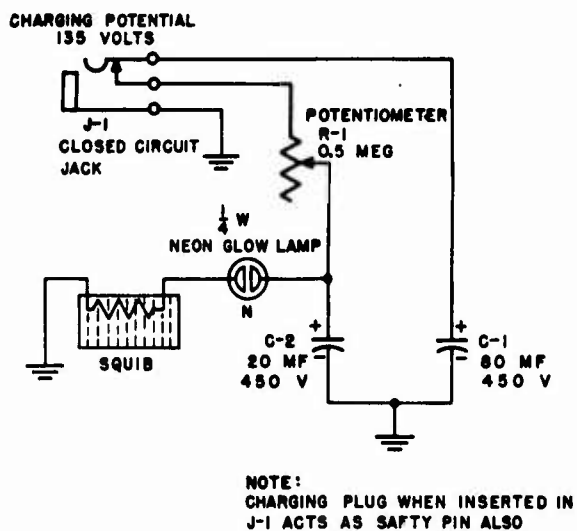 CHARGING POTENTIAL
135 VOLTS
J-1
CLOSED CIRCUIT
JACK
POTENTIOMETER
R-1
0.5 MEG
1/4 W
NEON GLOW LAMP
N
SQUIB
+
C-2
20 MF
450 V
-
+
C-1
80 MF
450 V
-
NOTE:
CHARGING PLUG WHEN INSERTED IN
J-1 ACTS AS SAFTY PIN ALSO